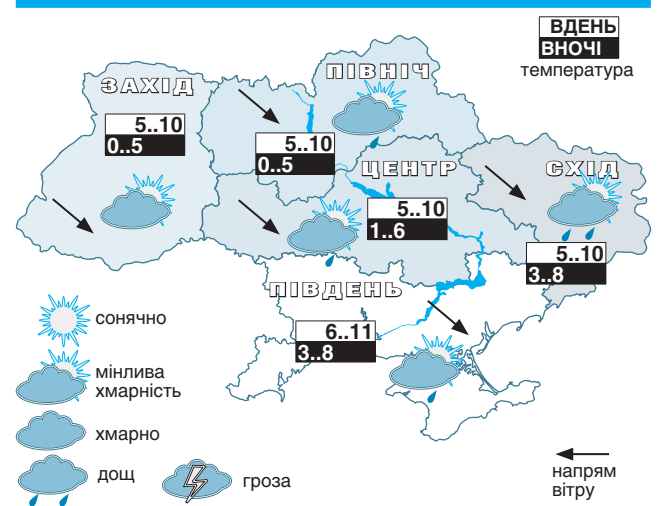 ВДЕНЬ
ВНОЧІ
температура
ПІВНІЧ
ЗАХІД
5..10
0..5
5..10
0..5
ЦЕНТР
СХІД
5..10
1..6
5..10
3..8
ПІВДЕНЬ
6..11
3..8
сонячно
мінлива
хмарність
хмарно
дощ
гроза
напрям
вітру